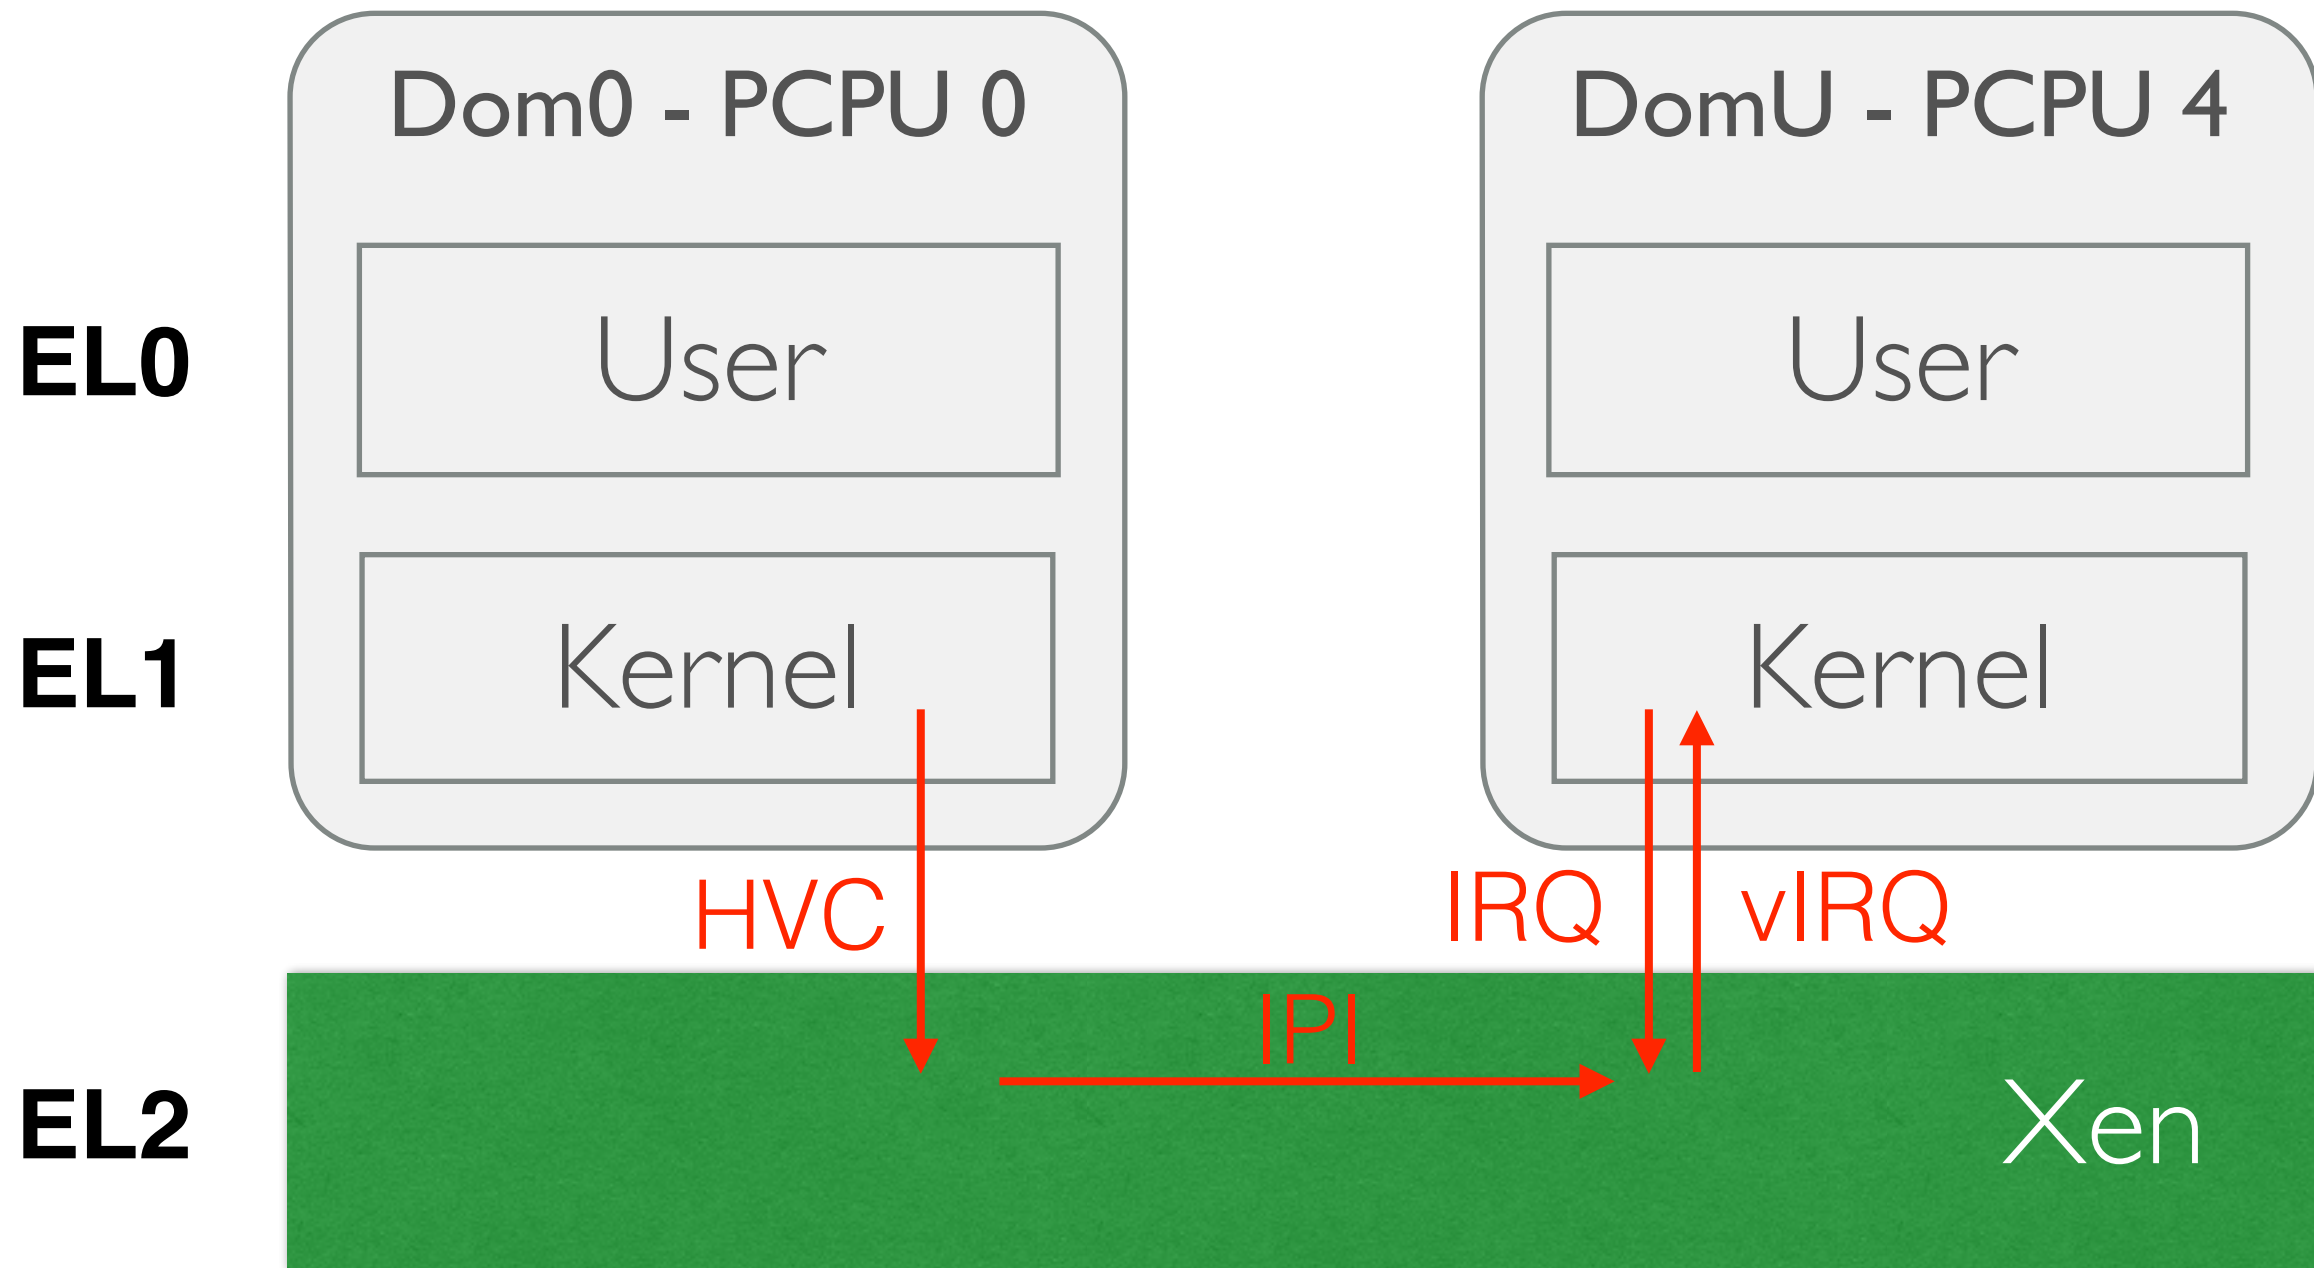 Dom0 - PCPU 0
DomU - PCPU 4
EL0
User
User
EL1
Kernel
Kernel
HVC
IRQ
vIRQ
IPI
EL2
Xen